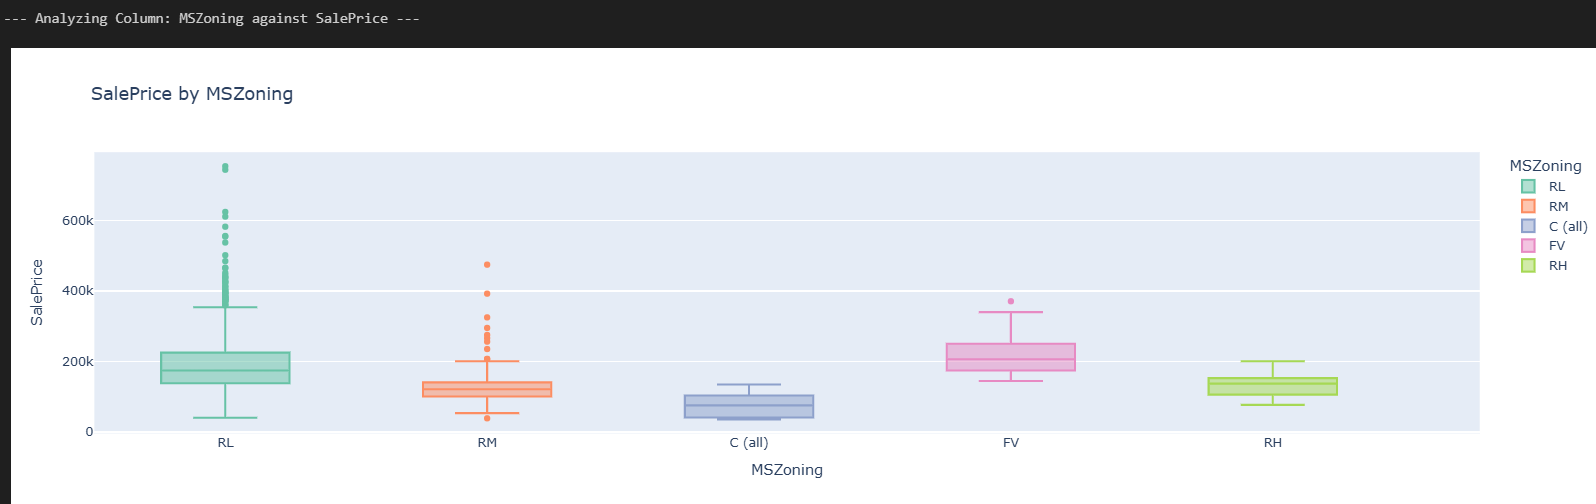 --- Analyzing Column: MSZoning against SalePrice ---
SalePrice by MSZoning
SalePrice
600k
400k
200k
0
RL
RM
C (all)
FV
RH
MSZoning
MSZoning
RL
RM
C (all)
FV
RH